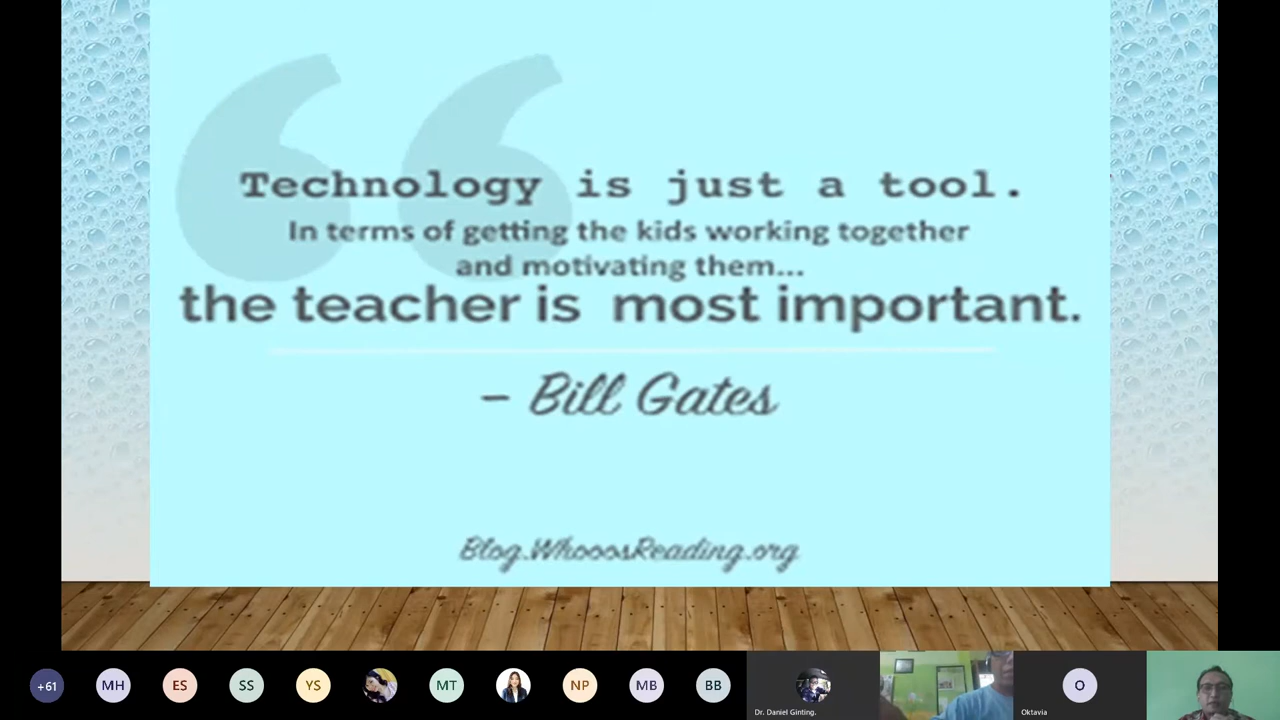 Technology is just a tool.
In terms of getting the kids working together
and motivating them...
the teacher is most important.
– Bill Gates
Blog.WhooosReading.org
+61
MH
ES
SS
YS
MT
NP
MB
BB
Dr. Daniel Ginting.
O
Oktavia